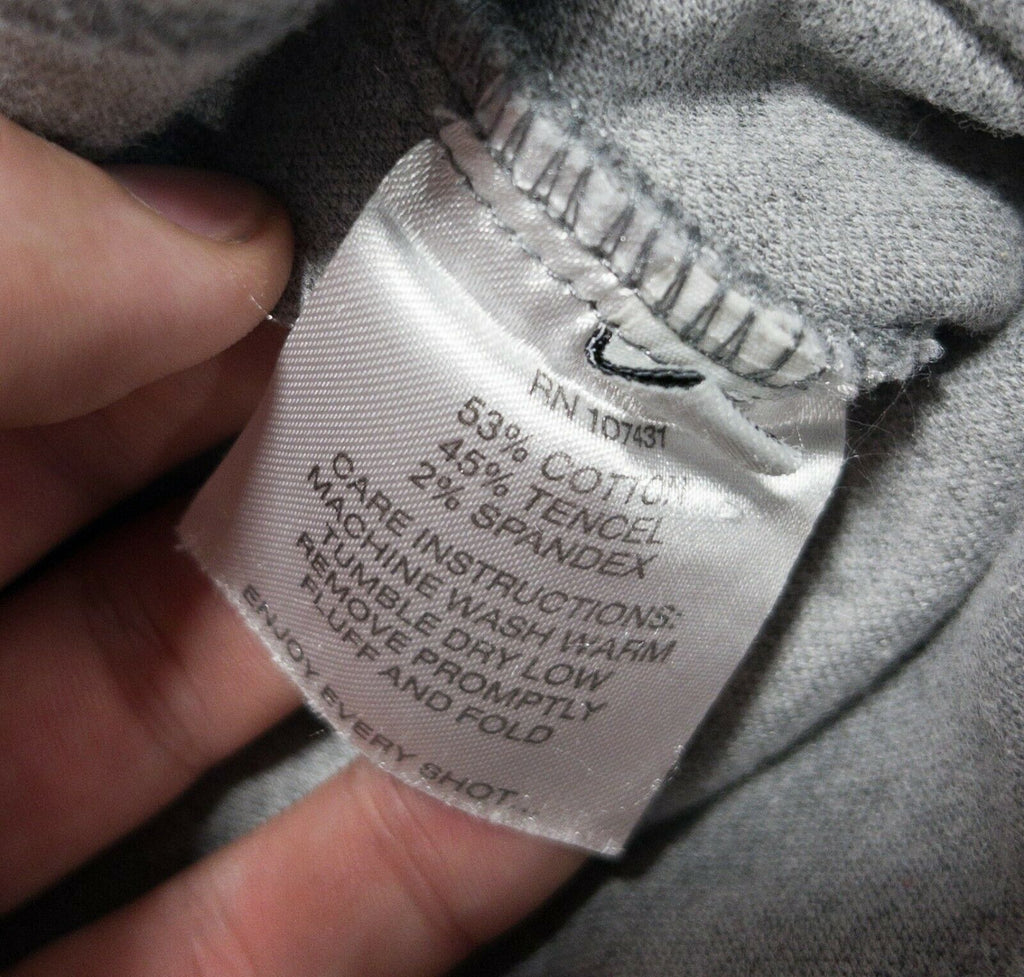 RN 107431
53% COTTON
45% TENCEL
2% SPANDEX
CARE INSTRUCTIONS:
MACHINE WASH WARM
TUMBLE DRY LOW
REMOVE PROMPTLY
FLUFF AND FOLD
ENJOY EVERY SHOT...